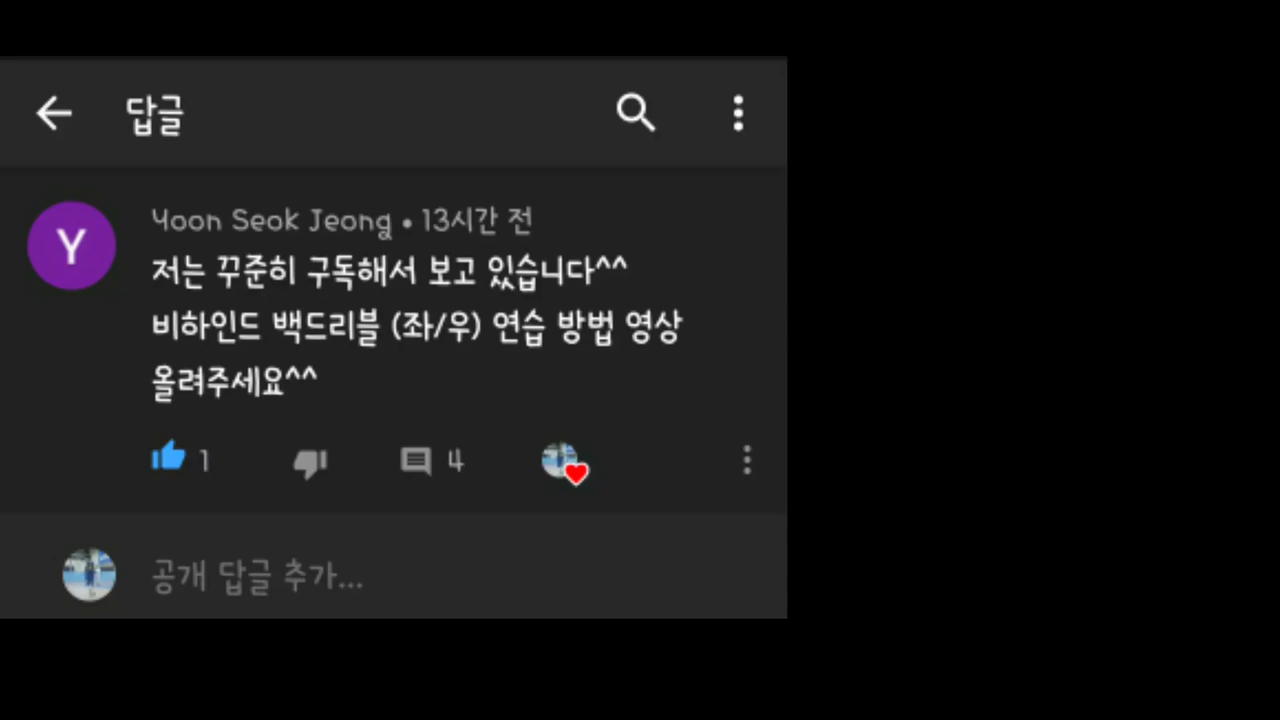 답글
Y
Yoon Seok Jeong • 13시간 전
저는 꾸준히 구독해서 보고 있습니다^^
비하인드 백드리블 (좌/우) 연습 방법 영상
올려주세요^^
1 4
공개 답글 추가...